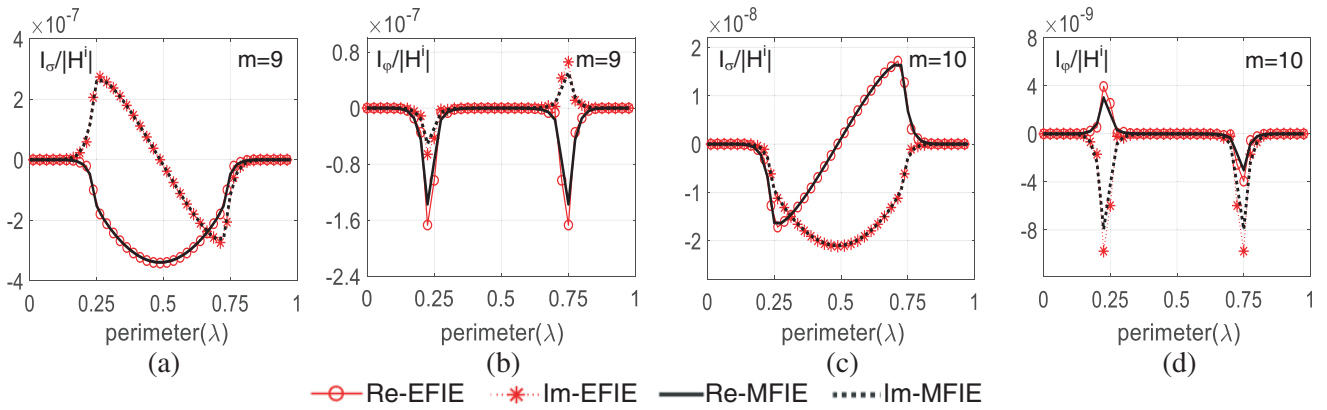 ×10⁻⁷
4
2
0
-2
-4
I_σ/|Hⁱ|
m=9
0
0.25
0.5
0.75
1
perimeter(λ)
(a)
×10⁻⁷
0.8
0
-0.8
-1.6
-2.4
I_φ/|Hⁱ|
m=9
0
0.25
0.5
0.75
1
perimeter(λ)
(b)
×10⁻⁸
2
1
0
-1
-2
I_σ/|Hⁱ|
m=10
0
0.25
0.5
0.75
1
perimeter(λ)
(c)
×10⁻⁹
8
4
0
-4
-8
I_φ/|Hⁱ|
m=10
0
0.25
0.5
0.75
1
perimeter(λ)
(d)
Re-EFIE Im-EFIE Re-MFIE Im-MFIE